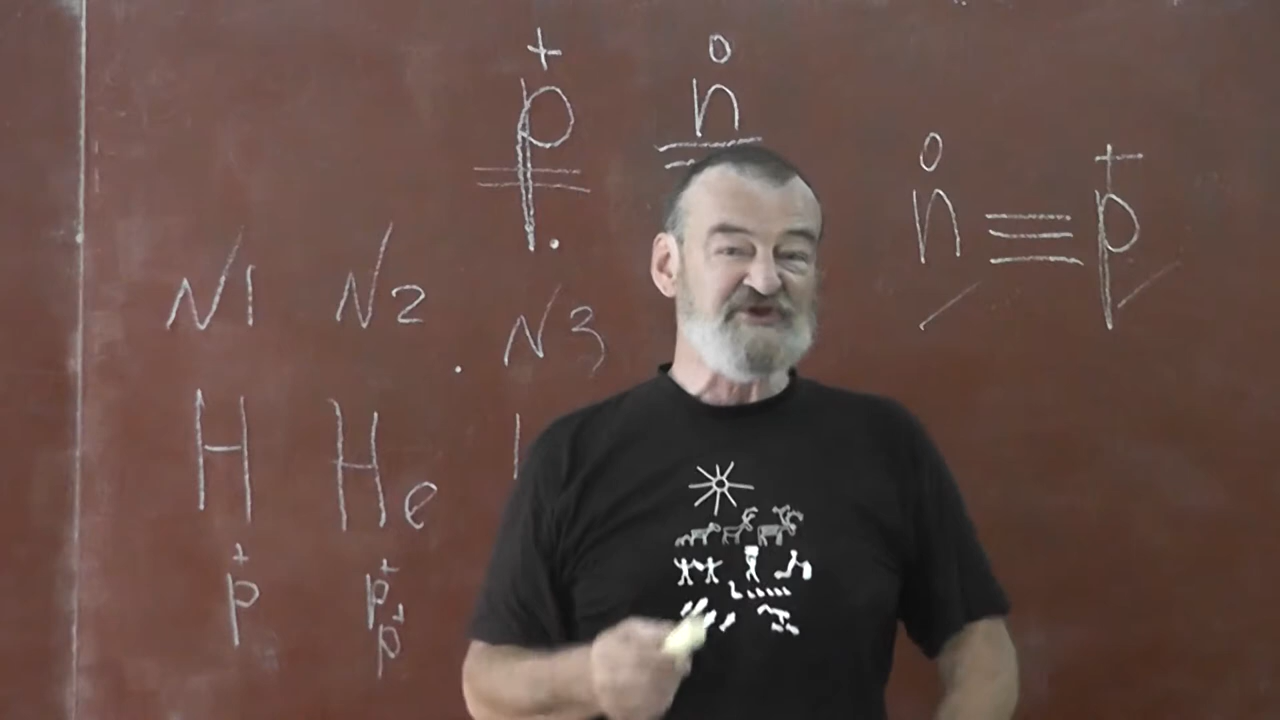 + 0
p n
0 +
n ≡ p
N1 N2 N3
H He
+ +
p p
+
p